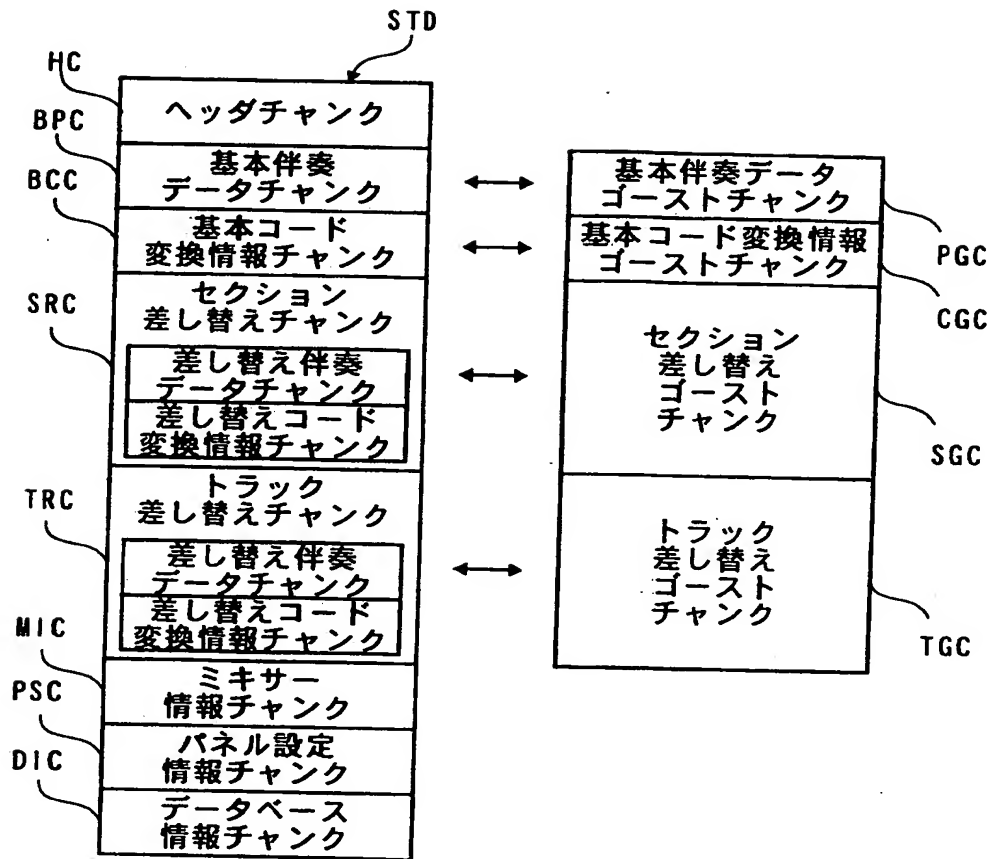 STD
HC
ヘッダチャンク
BPC
基本伴奏
データチャンク
BCC
基本コード
変換情報チャンク
SRC
セクション
差し替えチャンク
差し替え伴奏
データチャンク
差し替えコード
変換情報チャンク
TRC
トラック
差し替えチャンク
差し替え伴奏
データチャンク
差し替えコード
変換情報チャンク
MIC
ミキサー
情報チャンク
PSC
パネル設定
情報チャンク
DIC
データベース
情報チャンク
基本伴奏データ
ゴーストチャンク
PGC
基本コード変換情報
ゴーストチャンク
CGC
セクション
差し替え
ゴースト
チャンク
SGC
トラック
差し替え
ゴースト
チャンク
TGC